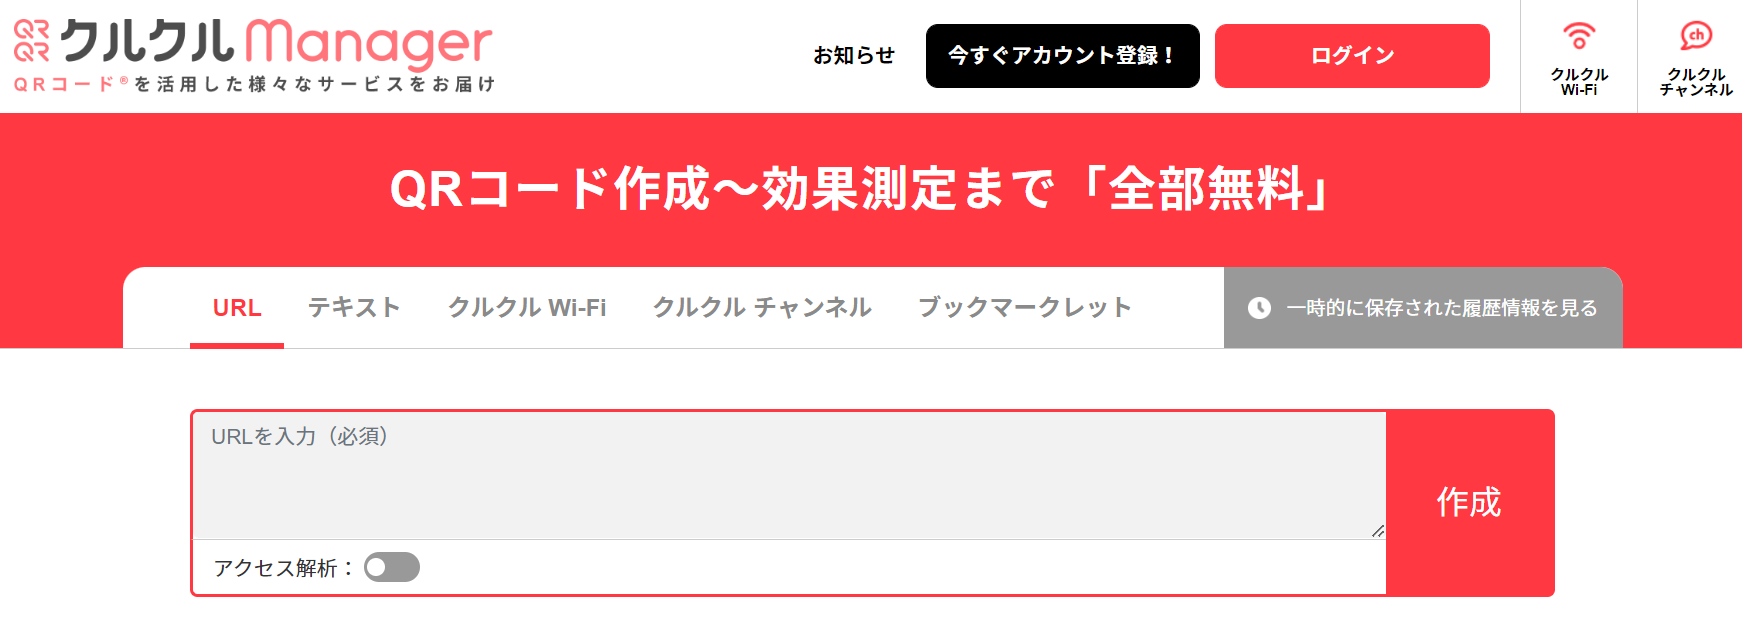 QR
QR
クルクル Manager
QRコード®を活用した様々なサービスをお届け
お知らせ
今すぐアカウント登録！
ログイン
クルクル
Wi-Fi
ch
クルクル
チャンネル
QRコード作成～効果測定まで「全部無料」
URL
テキスト
クルクル Wi-Fi
クルクル チャンネル
ブックマークレット
一時的に保存された履歴情報を見る
URLを入力（必須）
作成
アクセス解析：